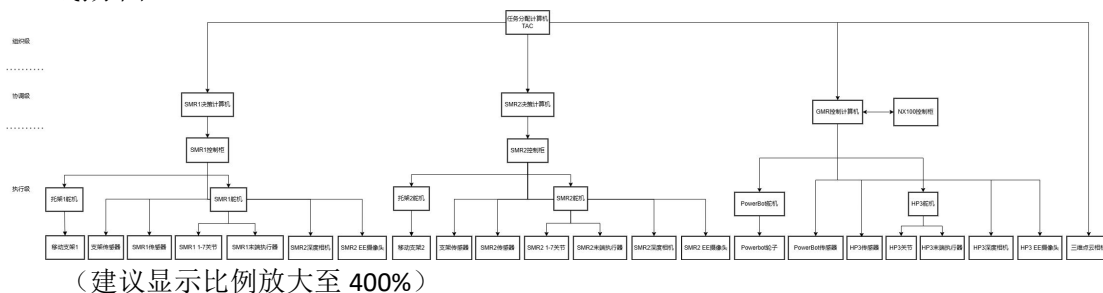 任务分配计算机
TAC
组织级
SMR1决策计算机
SMR2决策计算机
协调级
GMR控制计算机
NX100控制柜
SMR1控制柜
SMR2控制柜
执行级
托架1舵机
SMR1舵机
托架2舵机
SMR2舵机
PowerBot舵机
HP3舵机
移动支架1
支架传感器
SMR1传感器
SMR1 1-7关节
SMR1末端执行器
SMR2深度相机
SMR2 EE摄像头
移动支架2
支架传感器
SMR2传感器
SMR2 1-7关节
SMR2末端执行器
SMR2深度相机
SMR2 EE摄像头
Powerbot轮子
PowerBot传感器
HP3传感器
HP3关节
HP3末端执行器
HP3深度相机
HP3 EE摄像头
三维点云相机
（建议显示比例放大至 400%）